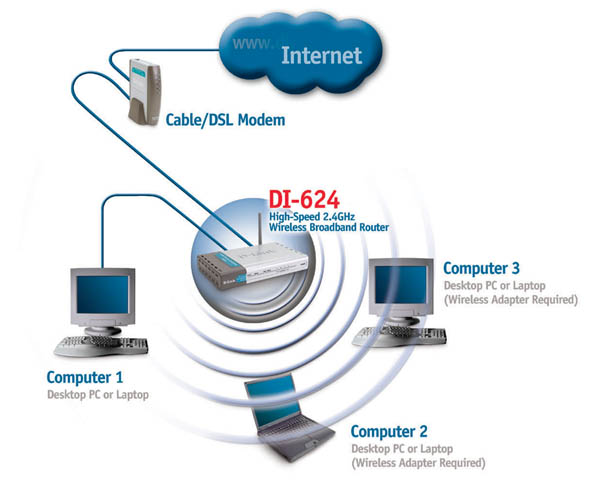 www.
Internet
Cable/DSL Modem
DI-624
High-Speed 2.4GHz
Wireless Broadband Router
D-Link
Computer 3
Desktop PC or Laptop
(Wireless Adapter Required)
Computer 1
Desktop PC or Laptop
Computer 2
Desktop PC or Laptop
(Wireless Adapter Required)